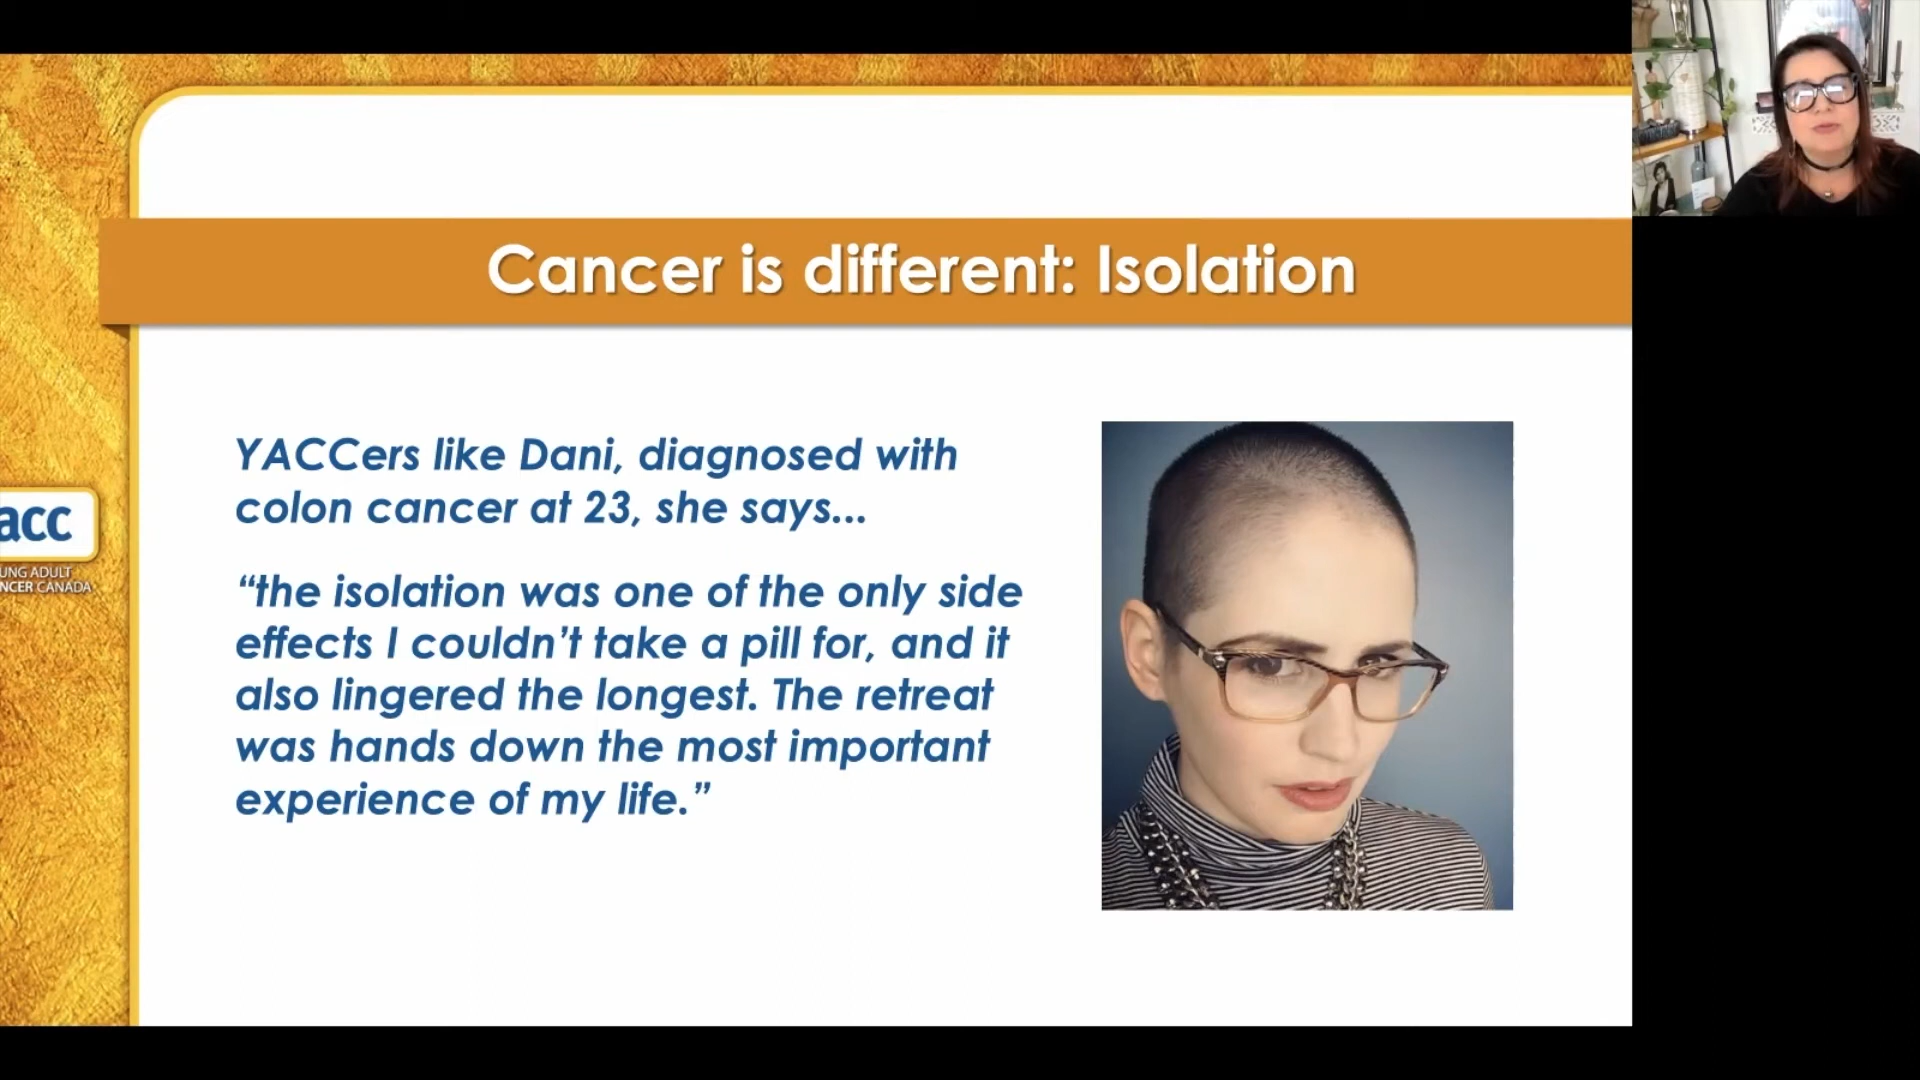 Cancer is different: Isolation
YACCers like Dani, diagnosed with
colon cancer at 23, she says...
“the isolation was one of the only side
effects I couldn’t take a pill for, and it
also lingered the longest. The retreat
was hands down the most important
experience of my life.”
acc
UNG ADULT
NCER CANADA